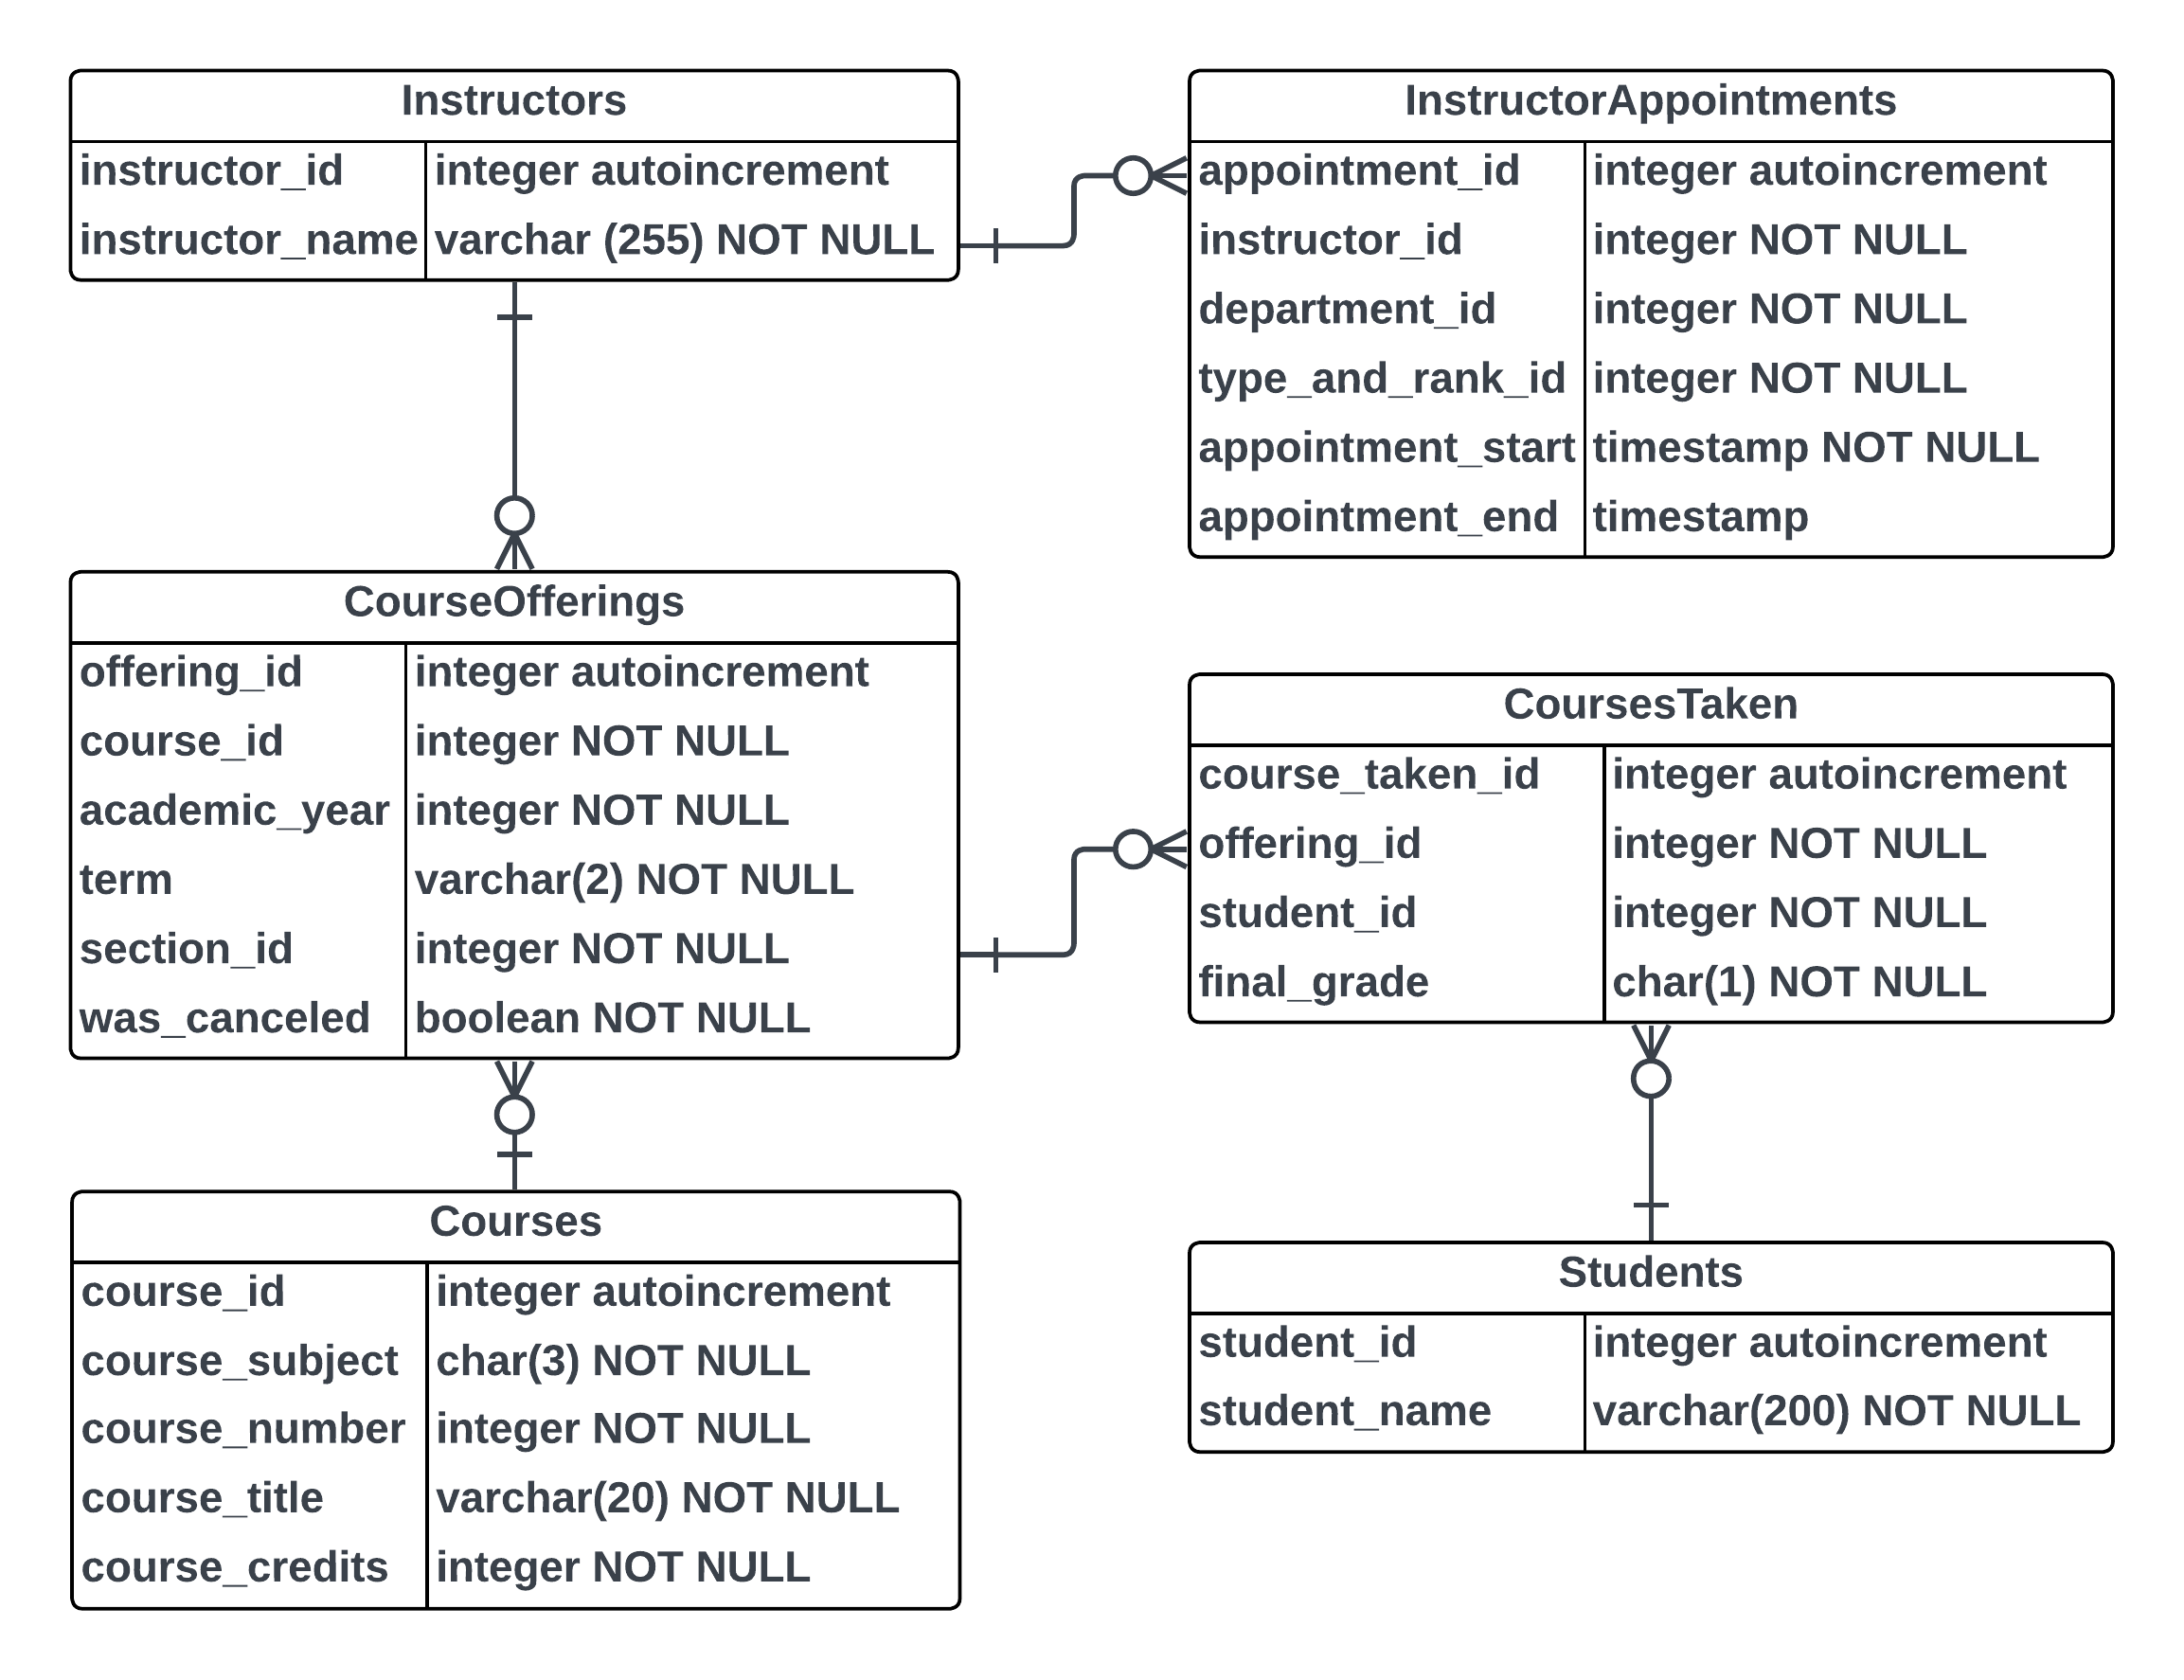 Instructors
instructor_id integer autoincrement
instructor_name varchar (255) NOT NULL
InstructorAppointments
appointment_id integer autoincrement
instructor_id integer NOT NULL
department_id integer NOT NULL
type_and_rank_id integer NOT NULL
appointment_start timestamp NOT NULL
appointment_end timestamp
CourseOfferings
offering_id integer autoincrement
course_id integer NOT NULL
academic_year integer NOT NULL
term varchar(2) NOT NULL
section_id integer NOT NULL
was_canceled boolean NOT NULL
CoursesTaken
course_taken_id integer autoincrement
offering_id integer NOT NULL
student_id integer NOT NULL
final_grade char(1) NOT NULL
Courses
course_id integer autoincrement
course_subject char(3) NOT NULL
course_number integer NOT NULL
course_title varchar(20) NOT NULL
course_credits integer NOT NULL
Students
student_id integer autoincrement
student_name varchar(200) NOT NULL